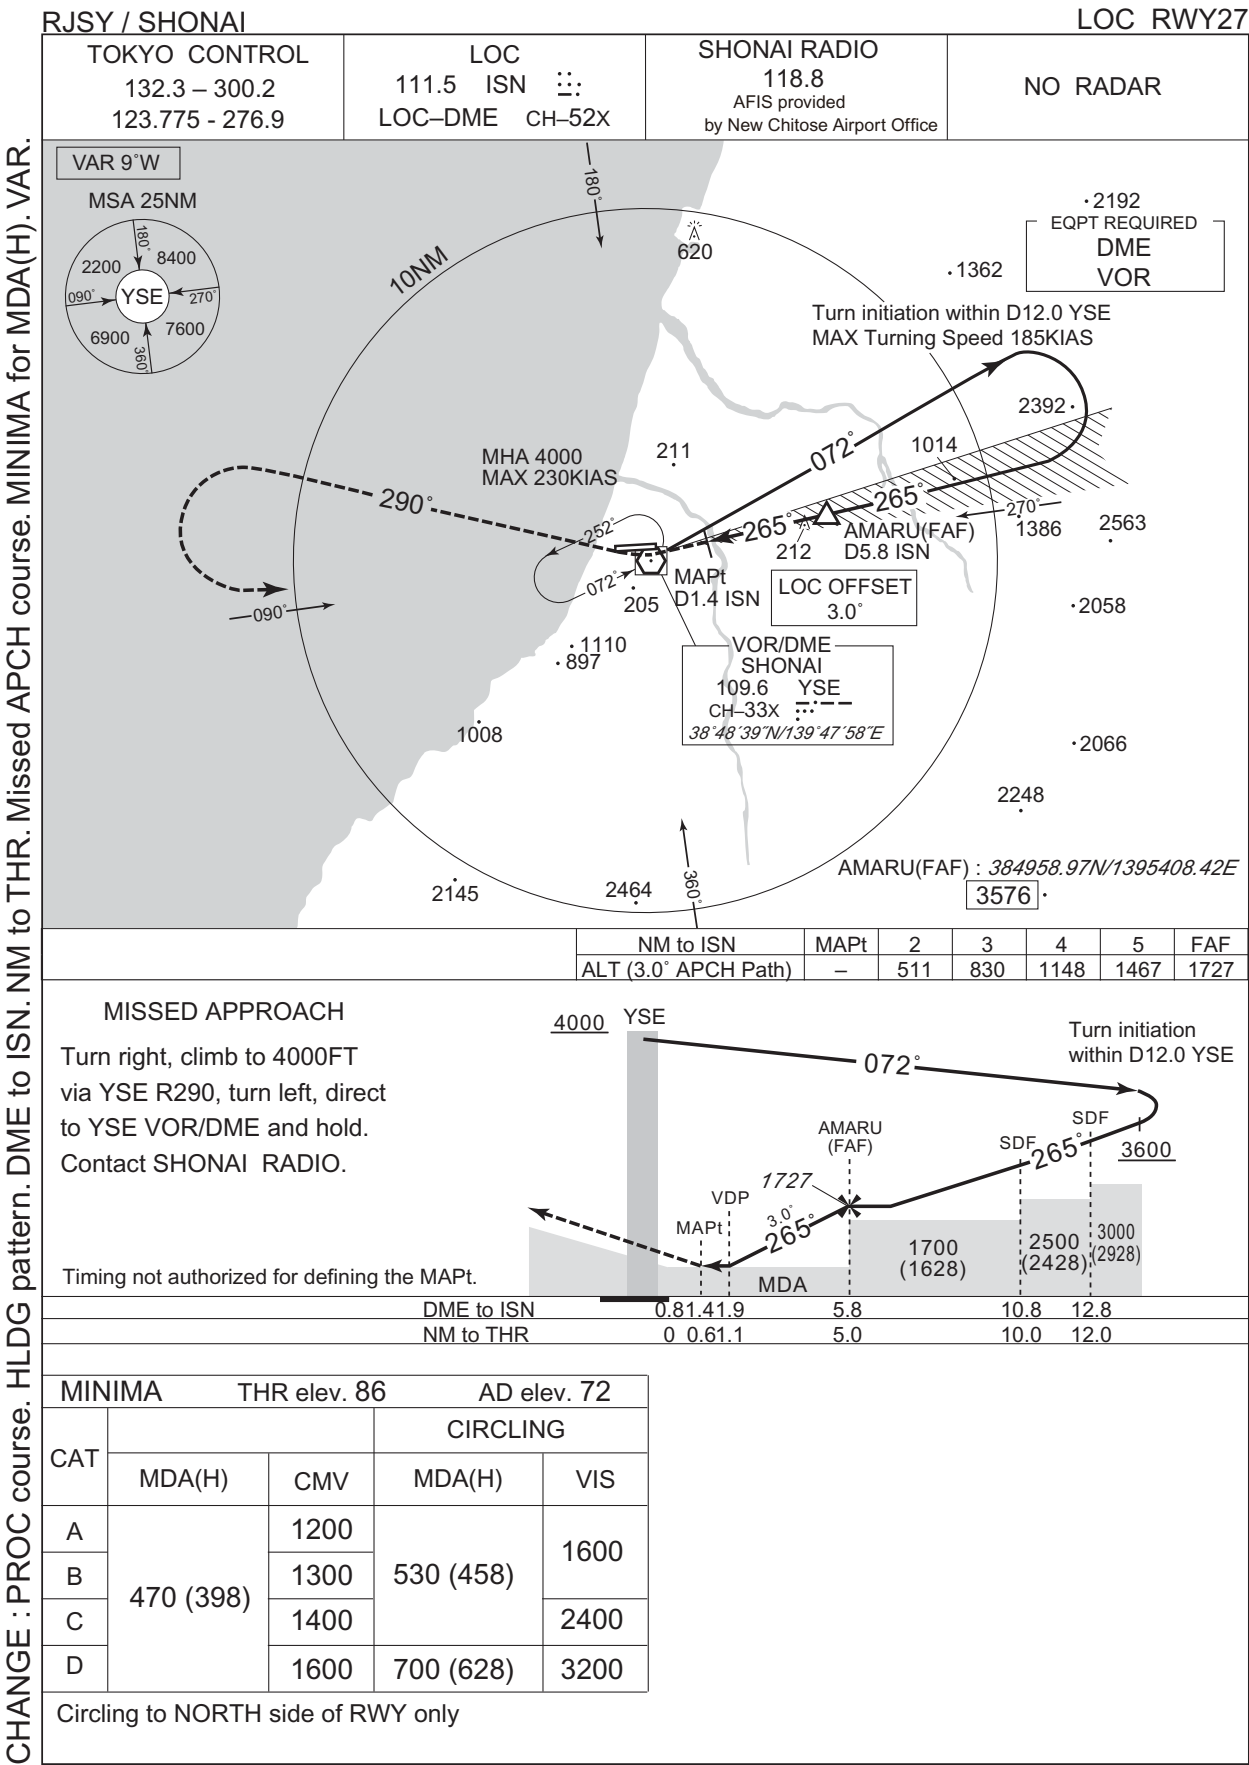 RJSY / SHONAI
LOC RWY27
TOKYO CONTROL
132.3 – 300.2
123.775 - 276.9
LOC
111.5 ISN
LOC–DME CH–52X
SHONAI RADIO
118.8
AFIS provided
by New Chitose Airport Office
NO RADAR
CHANGE : PROC course. HLDG pattern. DME to ISN. NM to THR. Missed APCH course. MINIMA for MDA(H). VAR.
VAR 9˚W
MSA 25NM
180˚
2200
8400
090˚
YSE
270˚
6900
7600
360˚
180˚
10NM
620
2192
EQPT REQUIRED
DME
VOR
1362
Turn initiation within D12.0 YSE
MAX Turning Speed 185KIAS
2392
1014
072˚
211
MHA 4000
MAX 230KIAS
290˚
265˚
265˚
270˚
1386
2563
252˚
072˚
212
AMARU(FAF)
D5.8 ISN
MAPt
D1.4 ISN
205
LOC OFFSET
3.0˚
090˚
2058
1110
897
VOR/DME
SHONAI
109.6 YSE
CH–33X
38˚48´39˝N/139˚47´58˝E
1008
2066
2248
AMARU(FAF) : 384958.97N/1395408.42E
3576
2145
2464
360˚
NM to ISN MAPt 2 3 4 5 FAF
ALT (3.0˚ APCH Path) – 511 830 1148 1467 1727
MISSED APPROACH
Turn right, climb to 4000FT
via YSE R290, turn left, direct
to YSE VOR/DME and hold.
Contact SHONAI RADIO.
Timing not authorized for defining the MAPt.
4000
YSE
072˚
Turn initiation
within D12.0 YSE
SDF
SDF
265˚
3600
AMARU
(FAF)
1727
VDP
MAPt
3.0˚
265˚
MDA
1700
(1628)
2500
(2428)
3000
(2928)
DME to ISN 0.8 1.4 1.9 5.8 10.8 12.8
NM to THR 0 0.6 1.1 5.0 10.0 12.0
MINIMA THR elev. 86 AD elev. 72
CAT
CIRCLING
MDA(H) CMV MDA(H) VIS
A 1200
B 1300
C 1400
D 1600
470 (398)
530 (458)
700 (628)
1600
2400
3200
Circling to NORTH side of RWY only